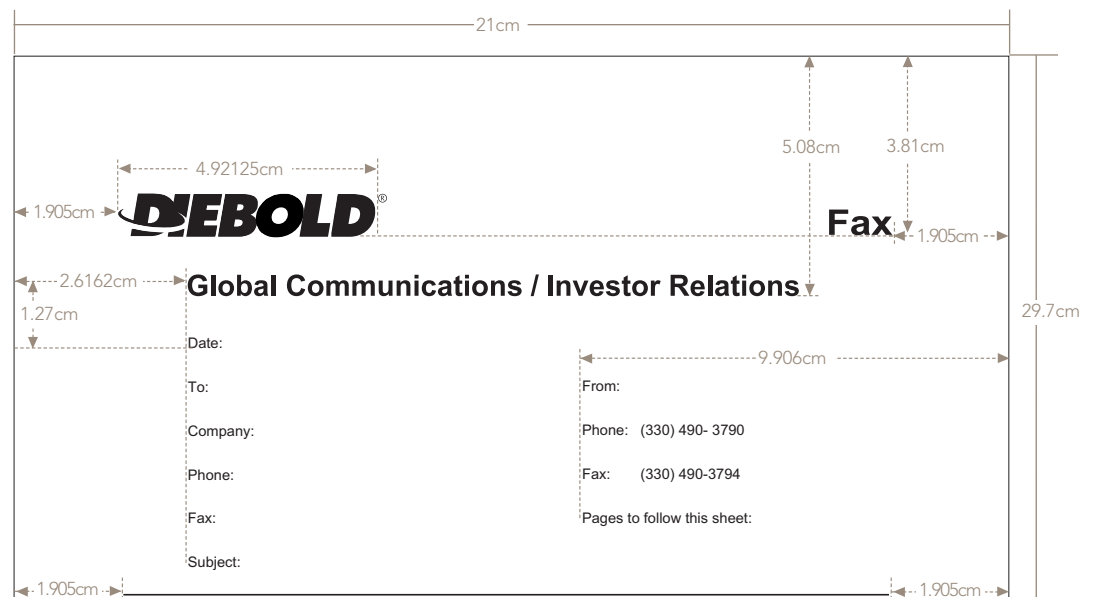 21cm
5.08cm
3.81cm
4.92125cm
1.905cm
DIEBOLD®
Fax
1.905cm
2.6162cm
Global Communications / Investor Relations
1.27cm
29.7cm
Date:
9.906cm
To:
From:
Company:
Phone: (330) 490- 3790
Phone:
Fax: (330) 490-3794
Fax:
Pages to follow this sheet:
Subject:
1.905cm
1.905cm